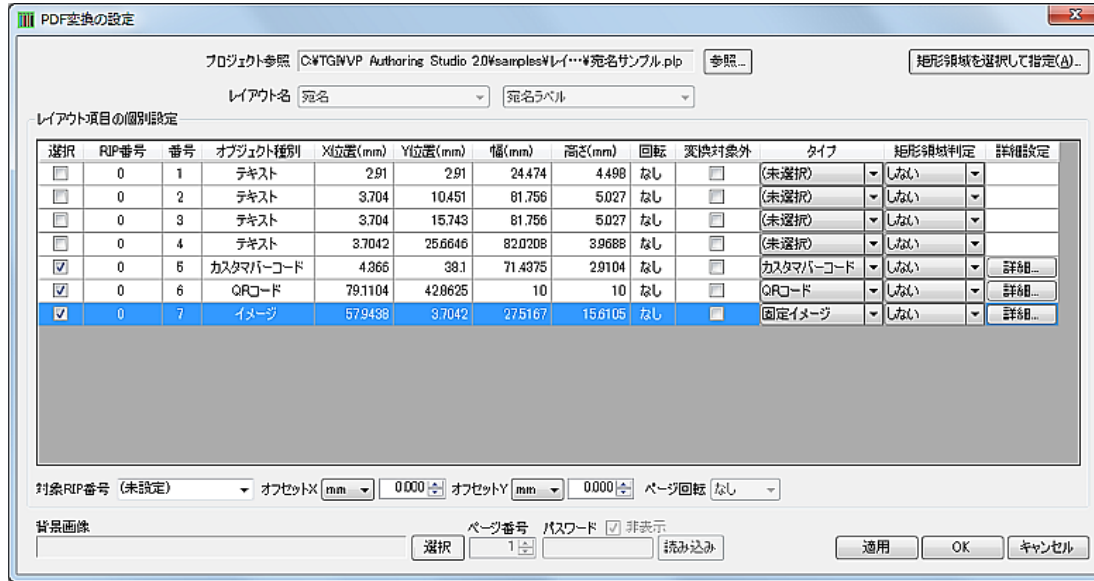 PDF変換の設定
プロジェクト参照 C:¥TGI¥VP Authoring Studio 2.0¥samples¥レイ…¥宛名サンプル.plp 参照... 矩形領域を選択して指定(A)...
レイアウト名 宛名 宛名ラベル
レイアウト項目の個別設定
選択 RIP番号 番号 オブジェクト種別 X位置(mm) Y位置(mm) 幅(mm) 高さ(mm) 回転 変換対象外 タイプ 矩形領域判定 詳細設定
0 1 テキスト 2.91 2.91 24.474 4.498 なし (未選択) しない
0 2 テキスト 3.704 10.451 81.756 5.027 なし (未選択) しない
0 3 テキスト 3.704 15.743 81.756 5.027 なし (未選択) しない
0 4 テキスト 3.7042 25.6646 82.0208 3.9688 なし (未選択) しない
0 5 カスタマバーコード 4.366 38.1 71.4375 2.9104 なし カスタマバーコード しない 詳細...
0 6 QRコード 79.1104 42.8625 10 10 なし QRコード しない 詳細...
0 7 イメージ 57.9438 3.7042 27.5167 15.6105 なし 固定イメージ しない 詳細...
対象RIP番号 (未設定) オフセットX mm 0.000 オフセットY mm 0.000 ページ回転 なし
背景画像 ページ番号 パスワード 非表示
選択 1 読み込み 適用 OK キャンセル